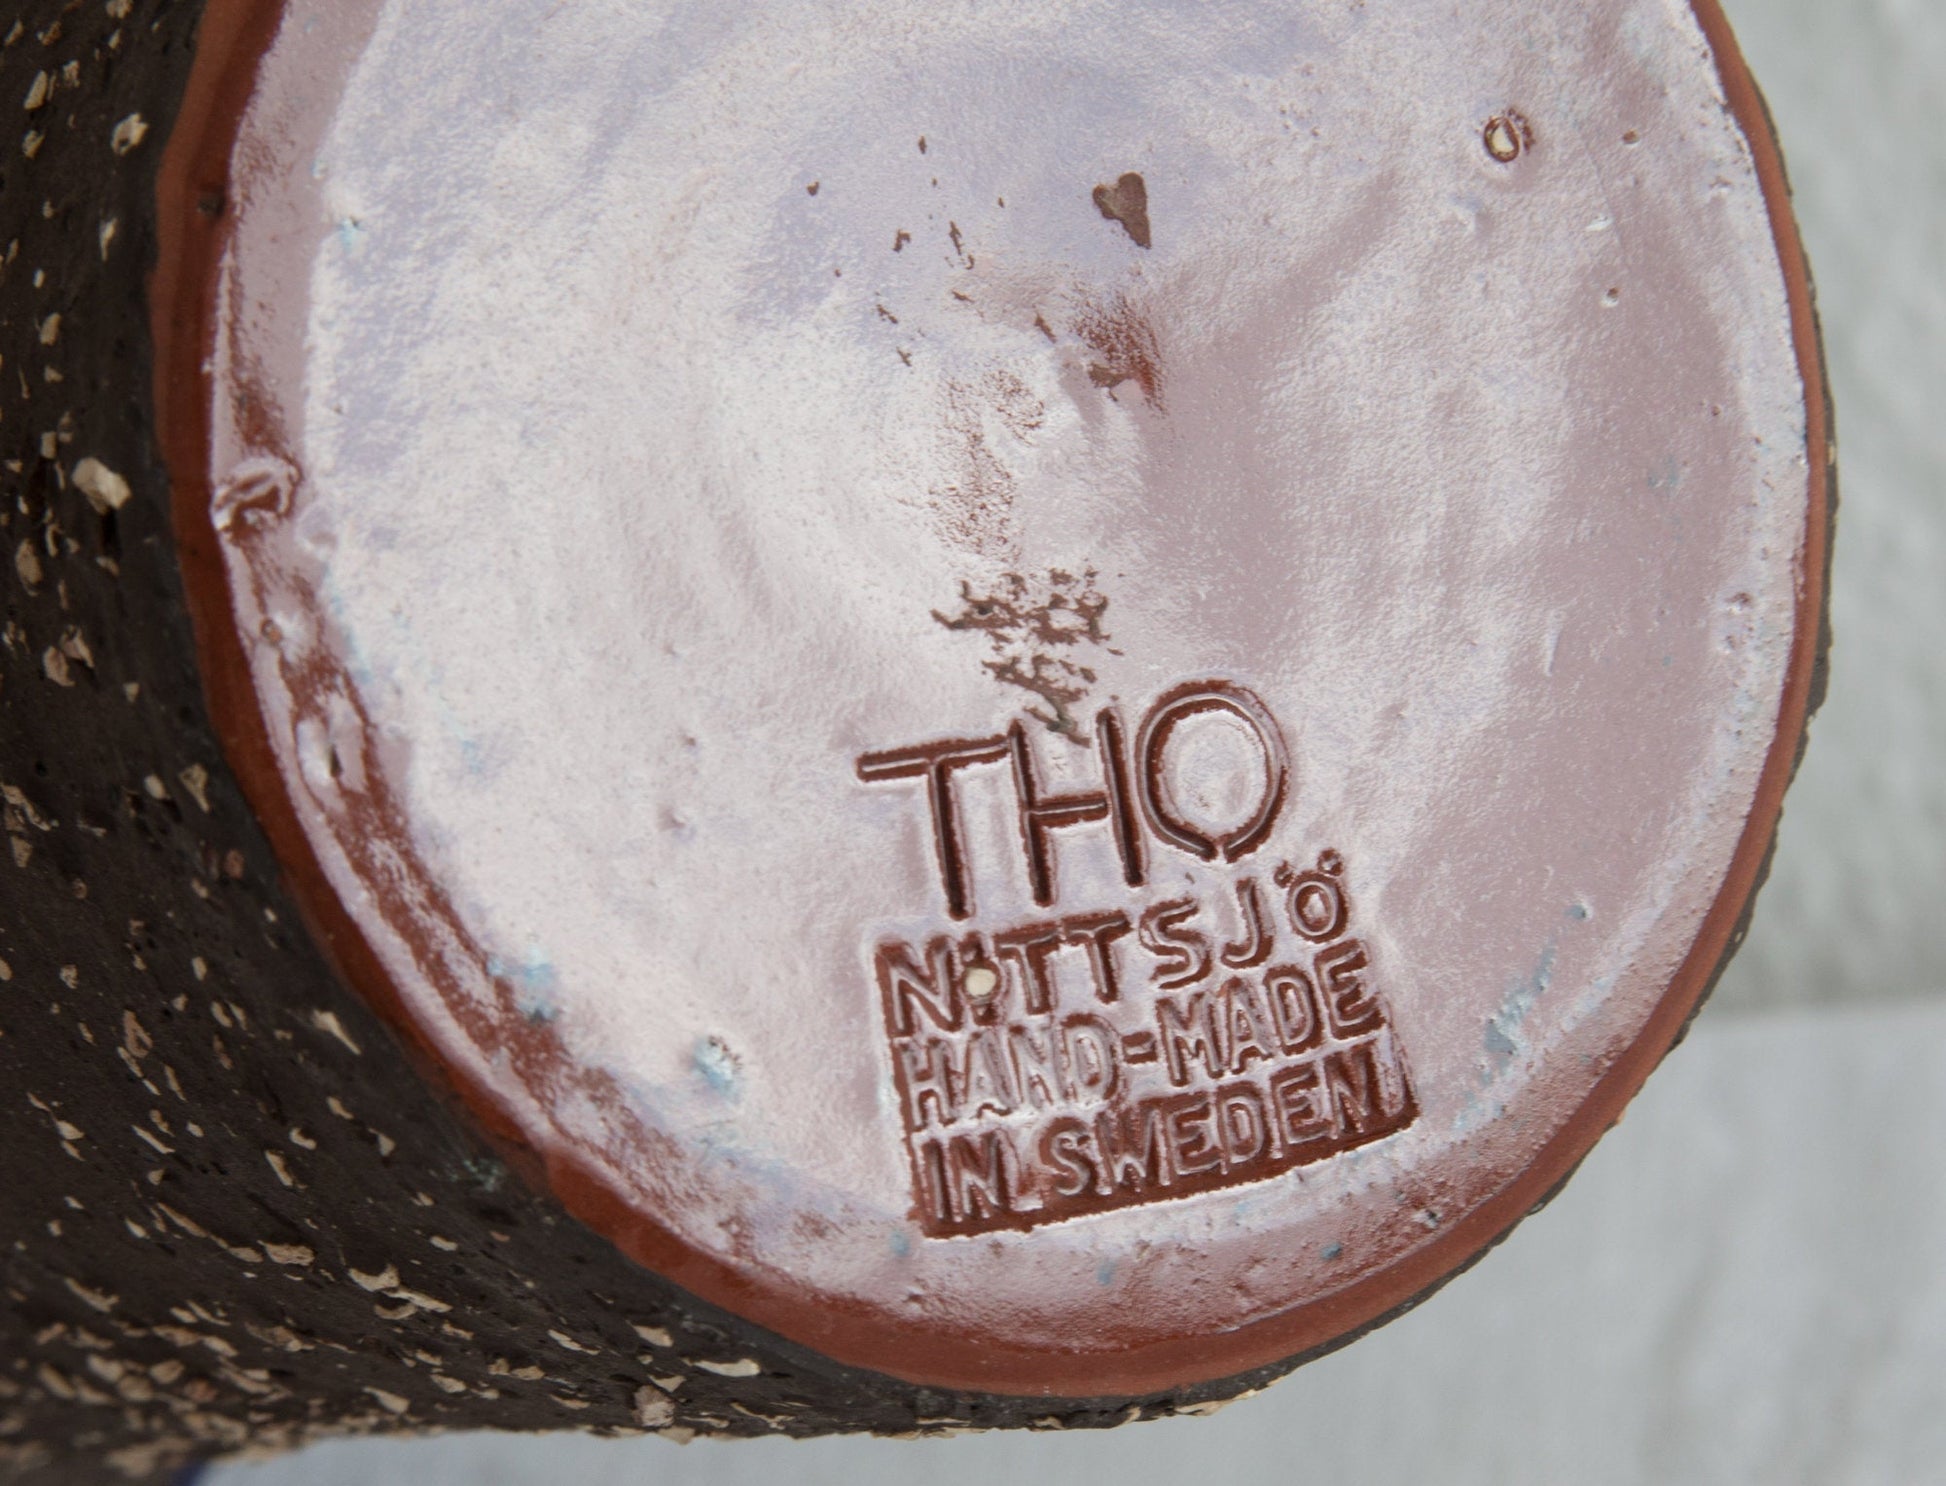 THO
NITTSJÖ
HAND-MADE
IN SWEDEN